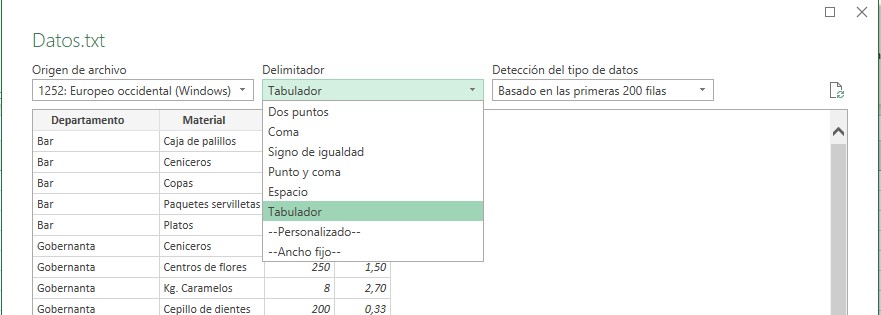 Datos.txt
Origen de archivo Delimitador Detección del tipo de datos
1252: Europeo occidental (Windows) Tabulador Basado en las primeras 200 filas
Dos puntos
Coma
Signo de igualdad
Punto y coma
Espacio
Tabulador
--Personalizado--
--Ancho fijo--
Departamento Material
Bar Caja de palillos
Bar Ceniceros
Bar Copas
Bar Paquetes servilletas
Bar Platos
Gobernanta Ceniceros
Gobernanta Centros de flores 250 1,50
Gobernanta Kg. Caramelos 8 2,70
Gobernanta Cepillo de dientes 200 0,33